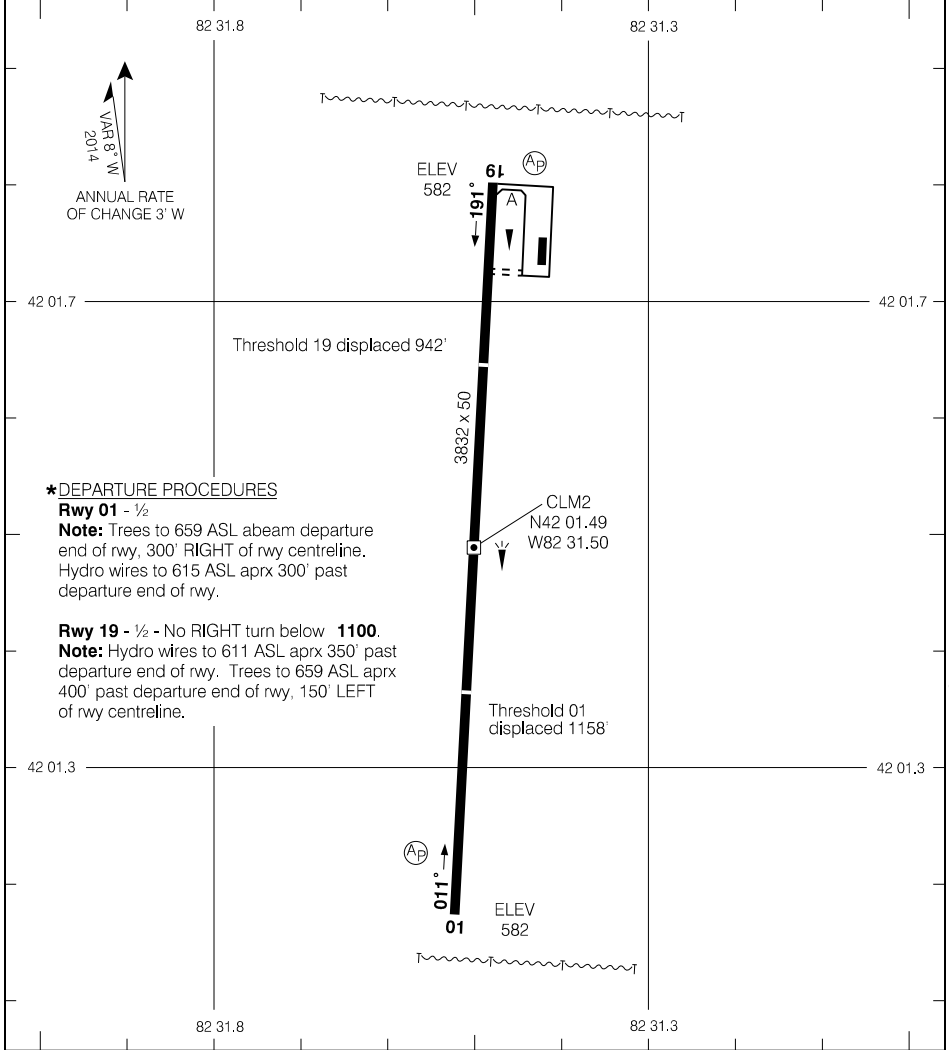 82 31.8
82 31.3
VAR 8° W
2014
ANNUAL RATE
OF CHANGE 3' W
ELEV
582
19
AP
191°
A
42 01.7
42 01.7
Threshold 19 displaced 942'
3832 x 50
*DEPARTURE PROCEDURES
Rwy 01 - ½
Note: Trees to 659 ASL abeam departure
end of rwy, 300' RIGHT of rwy centreline.
Hydro wires to 615 ASL aprx 300' past
departure end of rwy.
Rwy 19 - ½ - No RIGHT turn below 1100.
Note: Hydro wires to 611 ASL aprx 350' past
departure end of rwy. Trees to 659 ASL aprx
400' past departure end of rwy, 150' LEFT
of rwy centreline.
CLM2
N42 01.49
W82 31.50
Threshold 01
displaced 1158'
42 01.3
42 01.3
AP
011°
01
ELEV
582
82 31.8
82 31.3